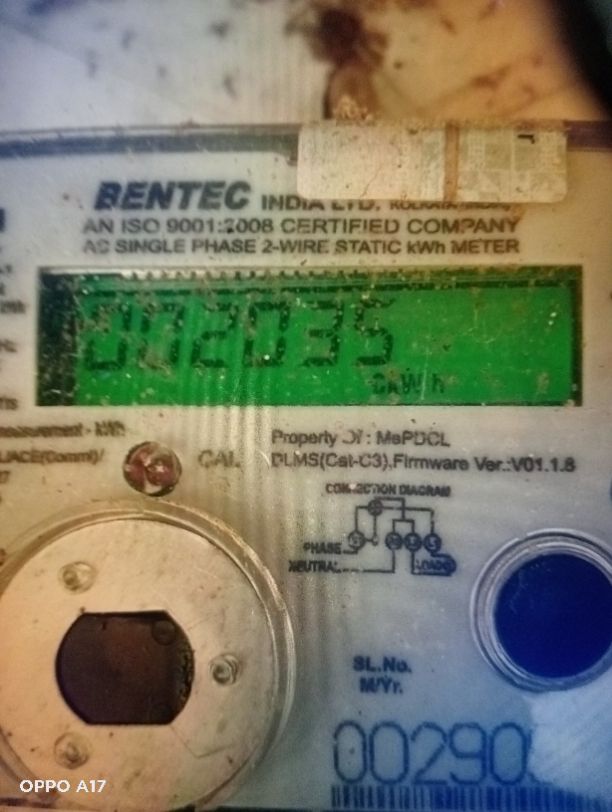 BENTEC INDIA LTD. KOLKATA
AN ISO 9001:2008 CERTIFIED COMPANY
AC SINGLE PHASE 2-WIRE STATIC kWh METER
002035
kWh
measurement - kWh
CAL
Property Of : MePDCL
DLMS(Cat-C3),Firmware Ver.:V01.1.8
CONNECTION DIAGRAM
PHASE
NEUTRAL
LOAD
SL.No.
M/Yr.
00290
OPPO A17